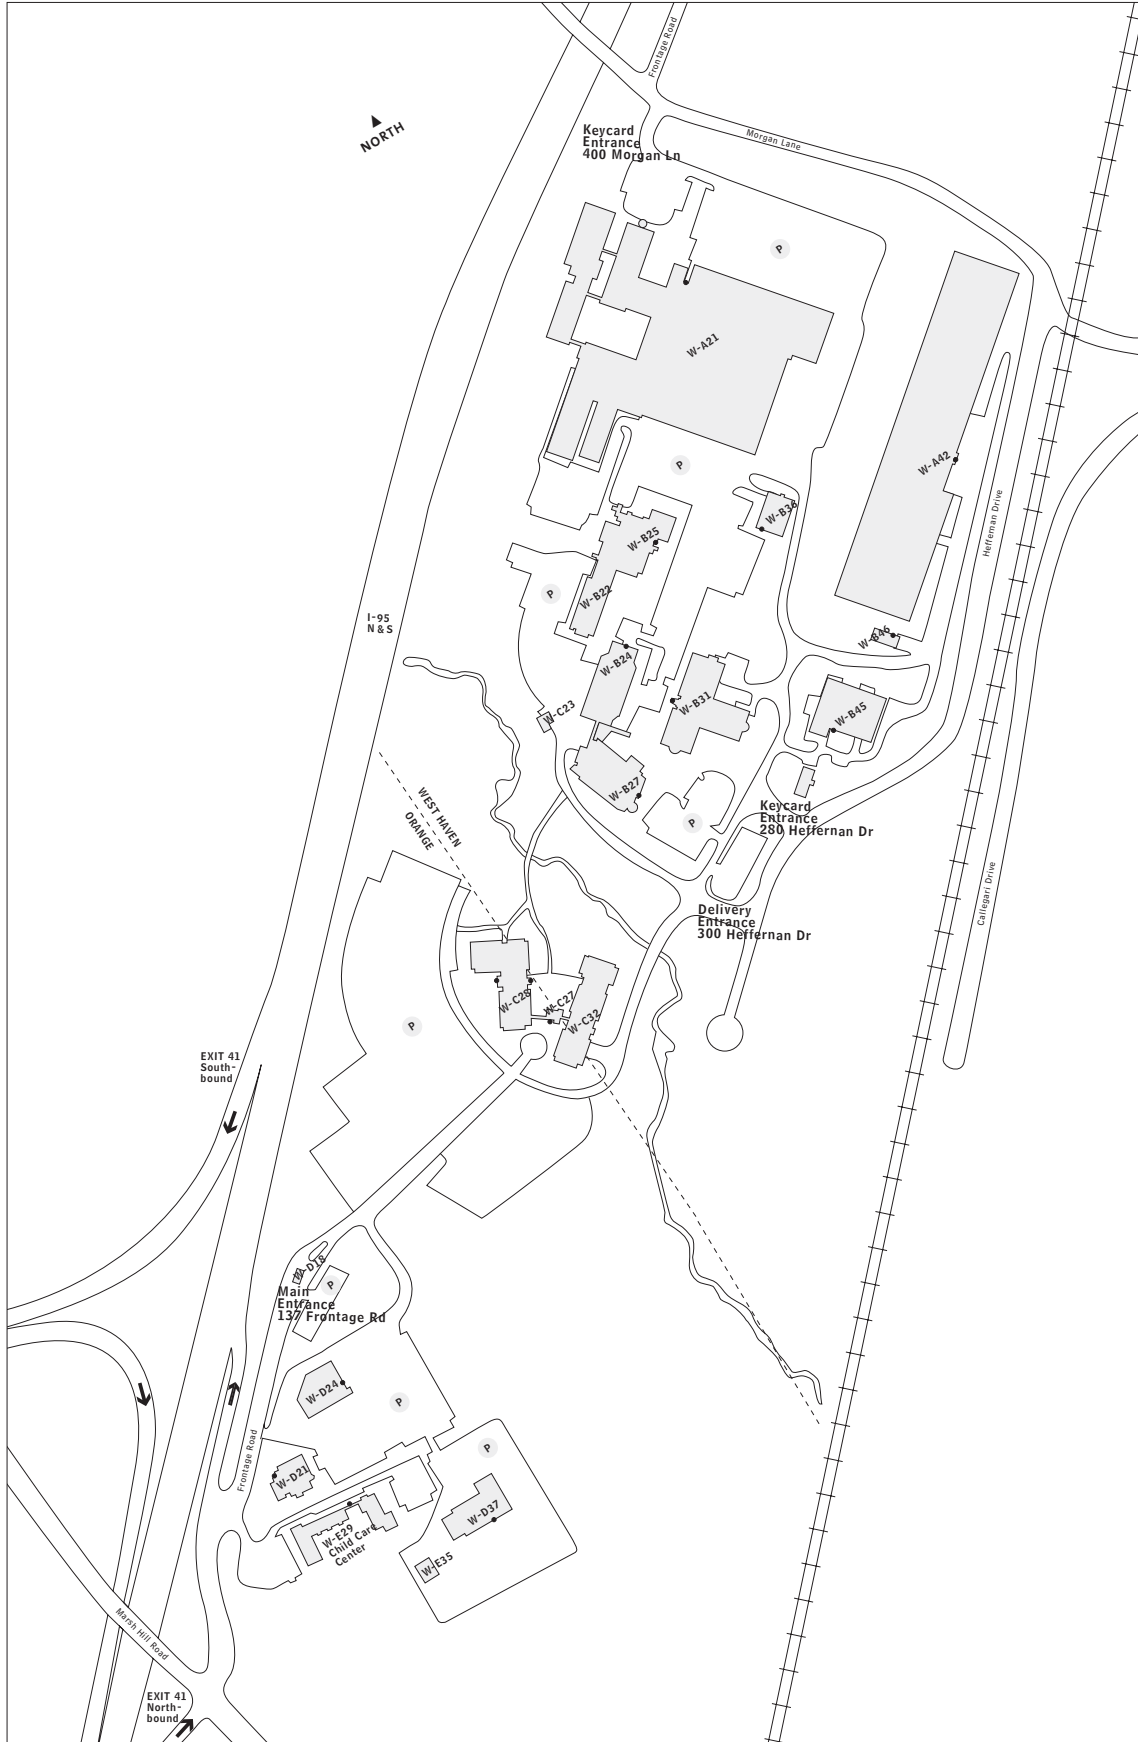 Frontage Road
NORTH
Keycard
Entrance
400 Morgan Ln
Morgan Lane
P
W-A21
W-A42
P
W-B36
Heffernan Drive
W-B25
P
W-B22
I-95
N & S
W-B46
W-B24
W-B31
W-C23
W-B45
W-B27
WEST HAVEN
ORANGE
P
Keycard
Entrance
280 Heffernan Dr
Callegari Drive
Delivery
Entrance
300 Heffernan Dr
W-C28
W-C27
W-C32
P
EXIT 41
South-
bound
W-D18
P
Main
Entrance
137 Frontage Rd
W-D24
P
Frontage Road
P
W-D21
W-D37
W-E29
Child Care
Center
W-E35
Marsh Hill Road
EXIT 41
North-
bound